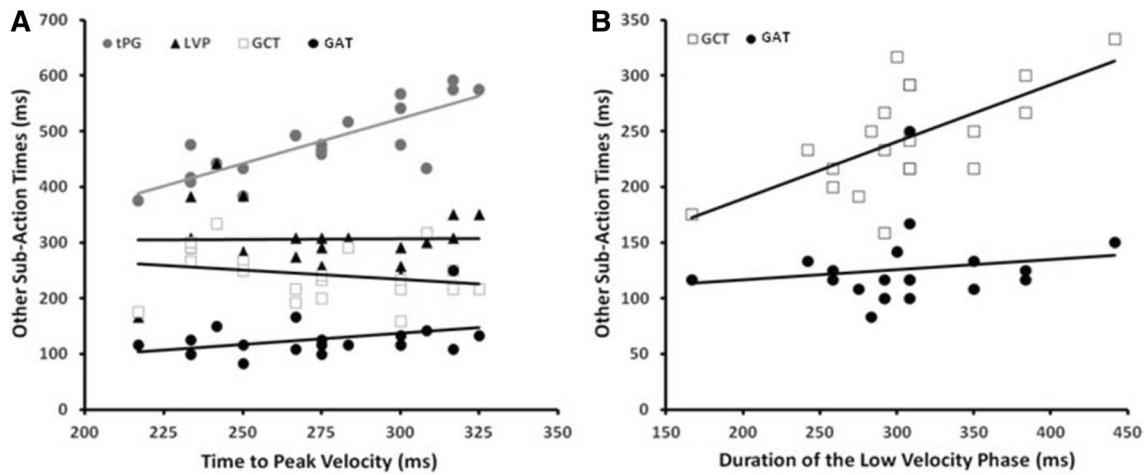 A
tPG LVP GCT GAT
Other Sub-Action Times (ms)
700
600
500
400
300
200
100
0
200 225 250 275 300 325 350
Time to Peak Velocity (ms)
B
GCT GAT
Other Sub-Action Times (ms)
350
300
250
200
150
100
50
0
150 200 250 300 350 400 450
Duration of the Low Velocity Phase (ms)